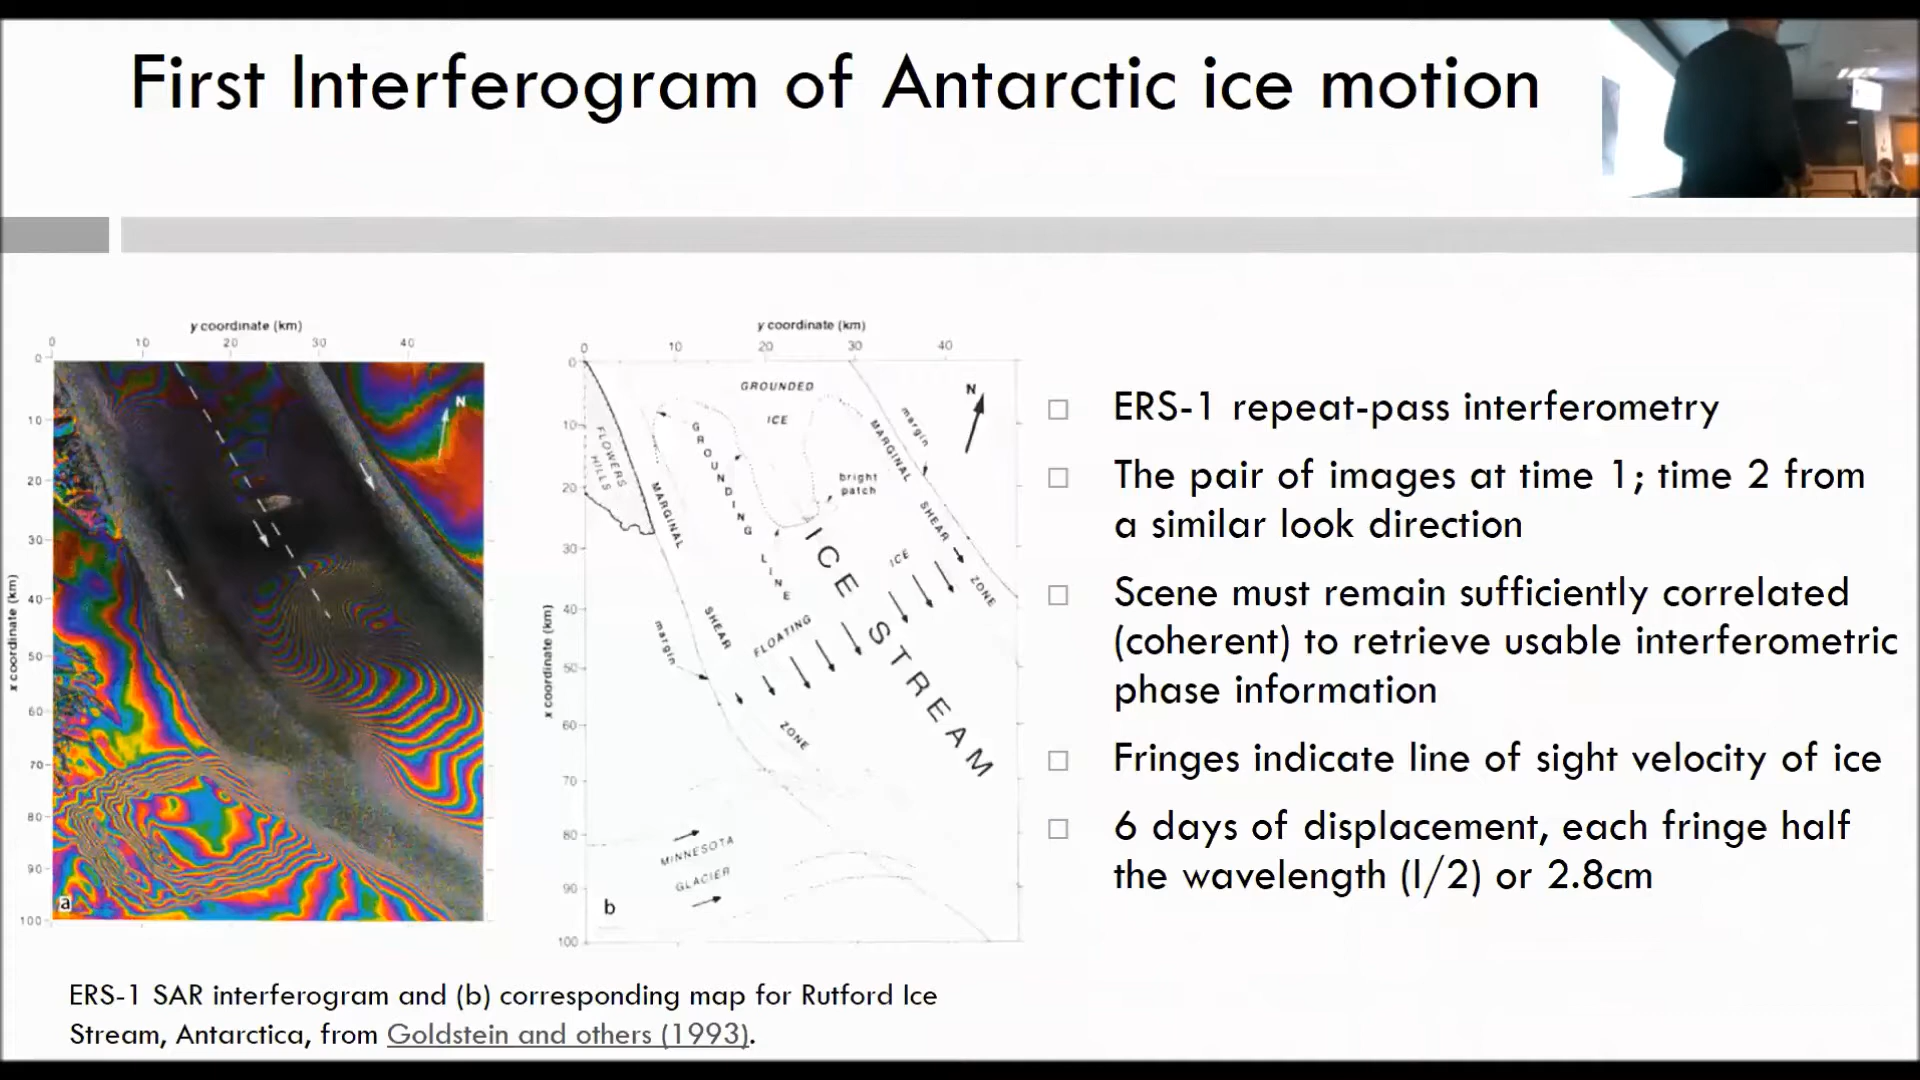 First Interferogram of Antarctic ice motion
y coordinate (km)
0 10 20 30 40
0
10
20
30
40
50
60
70
80
90
100
x coordinate (km)
N
a
y coordinate (km)
0 10 20 30 40
0
10
20
30
40
50
60
70
80
90
100
x coordinate (km)
GROUNDED
ICE
N
FLOWERS
HILLS
GROUNDING
LINE
MARGINAL
SHEAR
ZONE
margin
bright
patch
MARGINAL
SHEAR
ZONE
margin
ICE STREAM
FLOATING
ICE
MINNESOTA
GLACIER
b
ERS-1 SAR interferogram and (b) corresponding map for Rutford Ice
Stream, Antarctica, from Goldstein and others (1993).
ERS-1 repeat-pass interferometry
The pair of images at time 1; time 2 from
a similar look direction
Scene must remain sufficiently correlated
(coherent) to retrieve usable interferometric
phase information
Fringes indicate line of sight velocity of ice
6 days of displacement, each fringe half
the wavelength (l/2) or 2.8cm